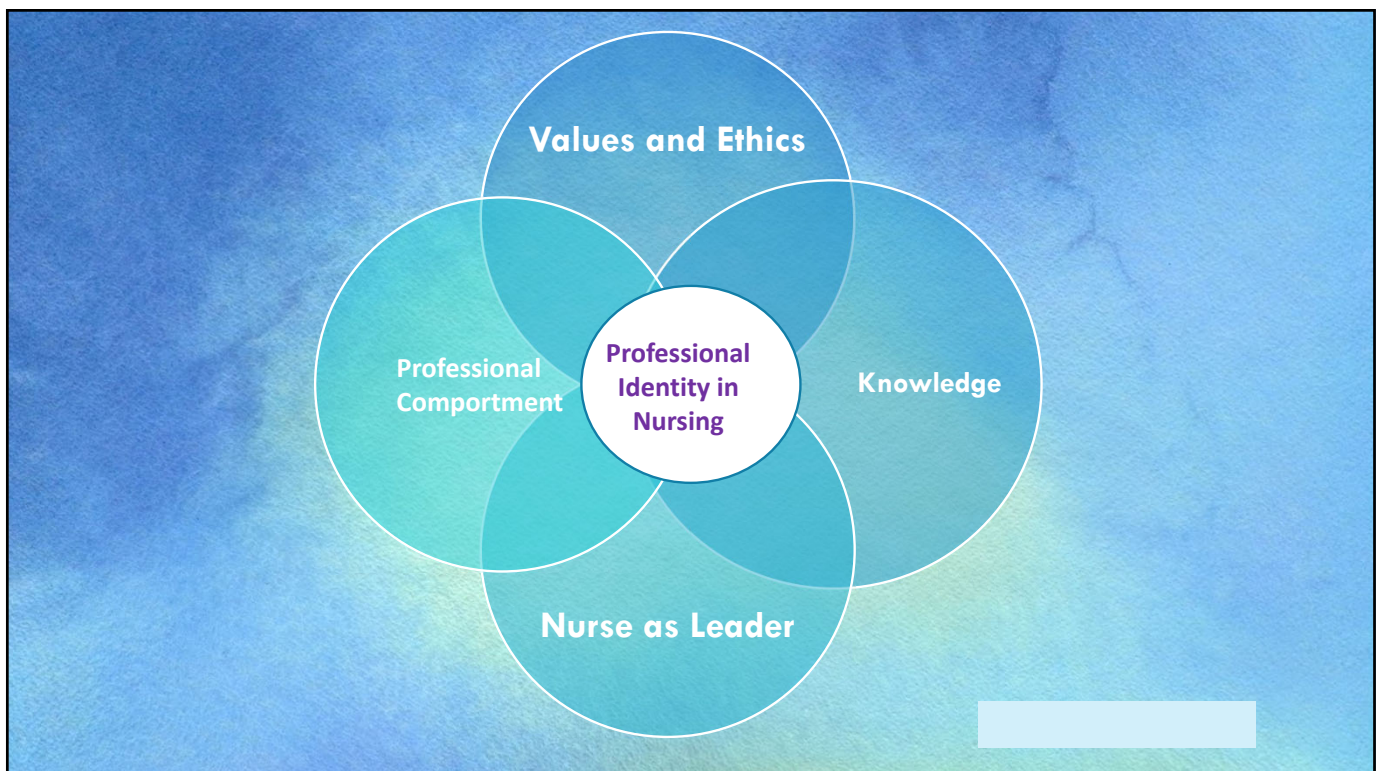 Values and Ethics
Professional
Comportment
Professional
Identity in
Nursing
Knowledge
Nurse as Leader